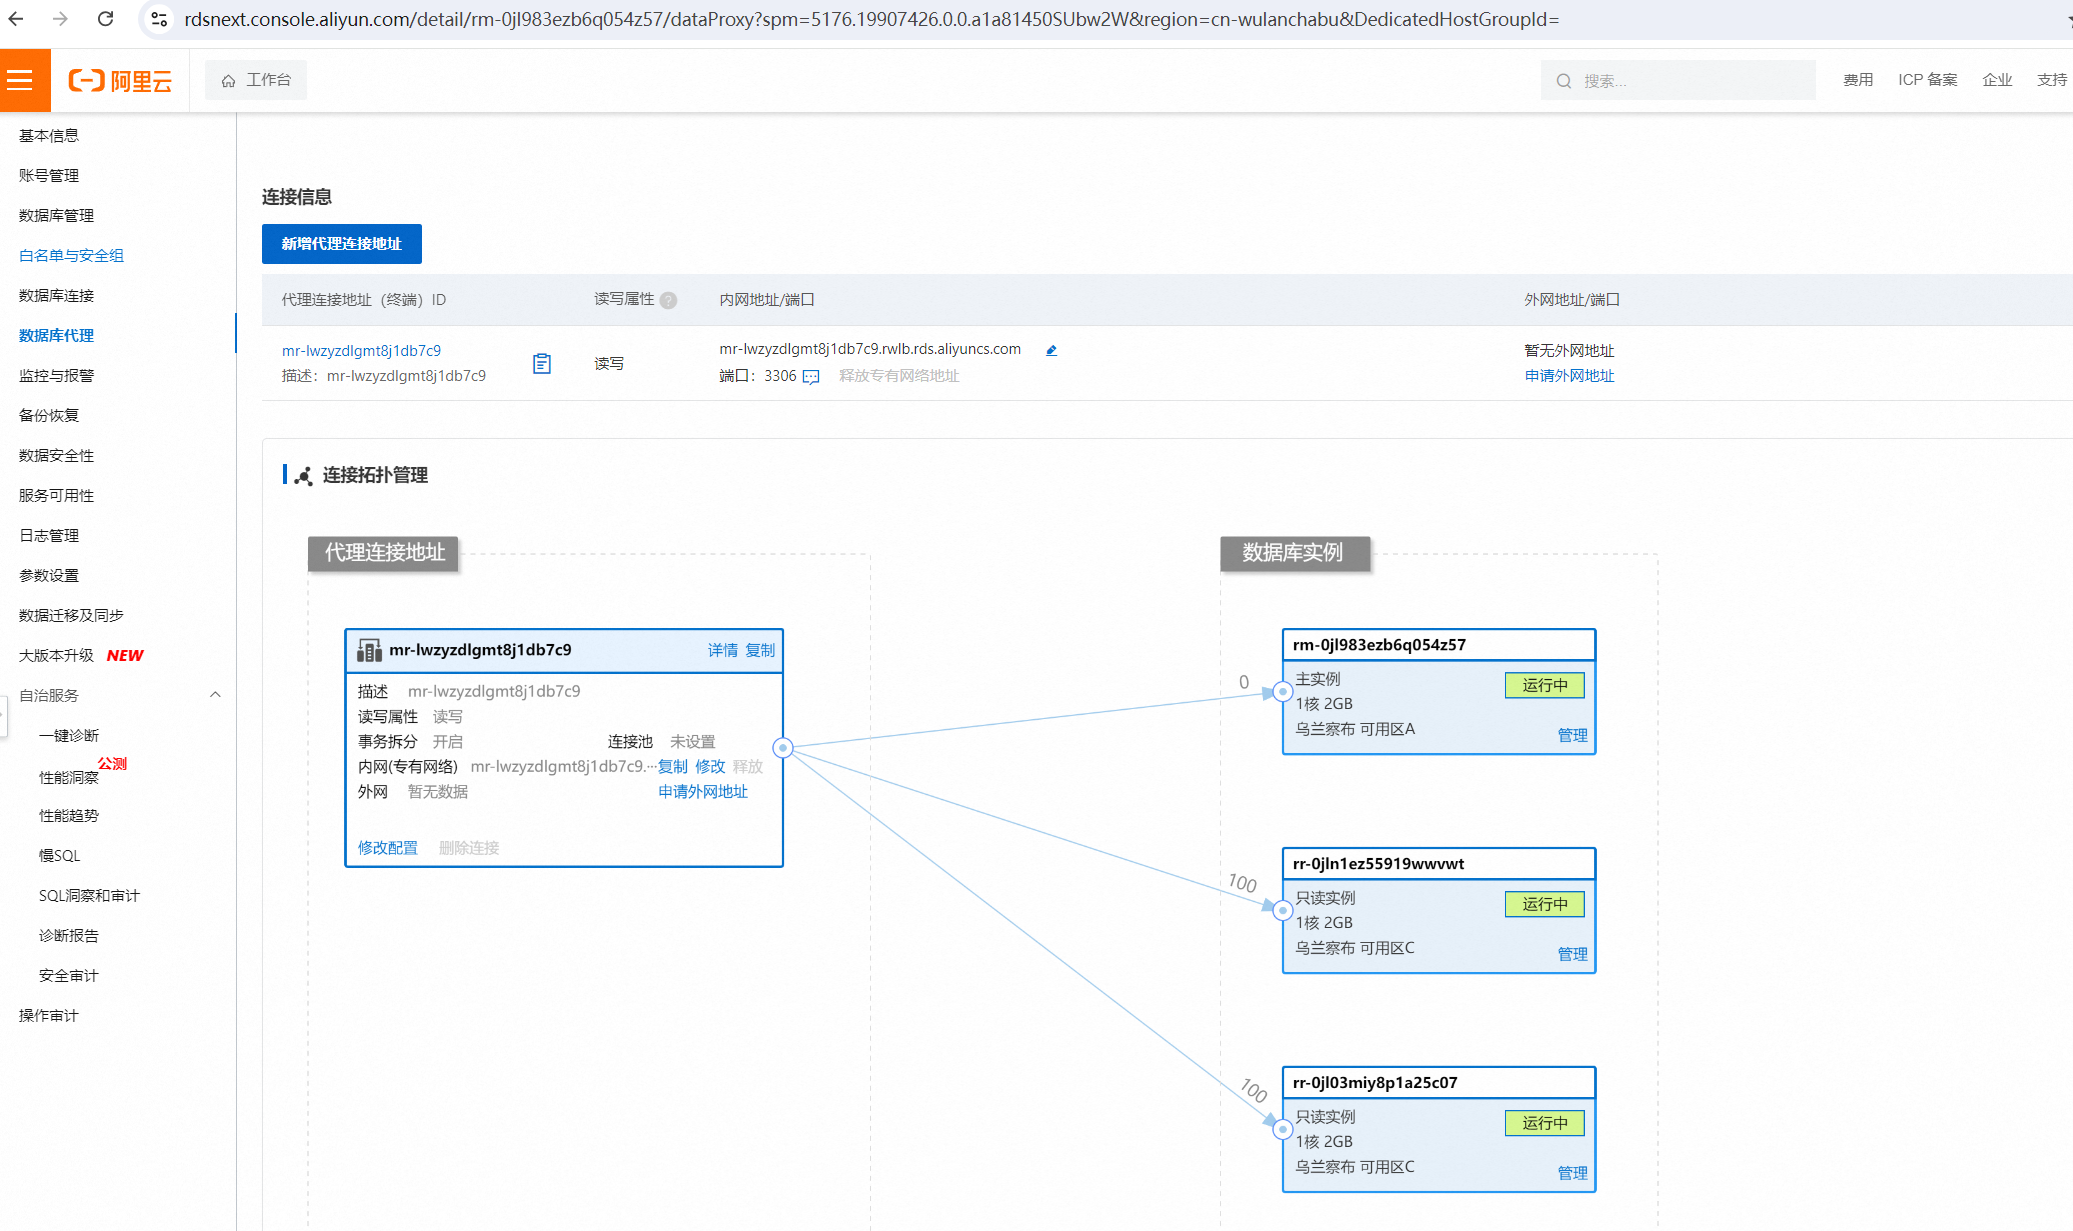 rdsnext.console.aliyun.com/detail/rm-0jl983ezb6q054z57/dataProxy?spm=5176.19907426.0.0.a1a81450SUbw2W&region=cn-wulanchabu&DedicatedHostGroupId=
阿里云
工作台
搜索...
费用
ICP 备案
企业
支持
基本信息
账号管理
数据库管理
白名单与安全组
数据库连接
数据库代理
监控与报警
备份恢复
数据安全性
服务可用性
日志管理
参数设置
数据迁移及同步
大版本升级 NEW
自治服务
一键诊断
性能洞察 公测
性能趋势
慢SQL
SQL洞察和审计
诊断报告
安全审计
操作审计
连接信息
新增代理连接地址
代理连接地址（终端）ID 读写属性 ? 内网地址/端口 外网地址/端口
mr-lwzyzdlgmt8j1db7c9
描述：mr-lwzyzdlgmt8j1db7c9
读写
mr-lwzyzdlgmt8j1db7c9.rwlb.rds.aliyuncs.com
端口：3306 释放专有网络地址
暂无外网地址
申请外网地址
连接拓扑管理
代理连接地址
mr-lwzyzdlgmt8j1db7c9 详情 复制
描述 mr-lwzyzdlgmt8j1db7c9
读写属性 读写
事务拆分 开启 连接池 未设置
内网(专有网络) mr-lwzyzdlgmt8j1db7c9.··· 复制 修改 释放
外网 暂无数据 申请外网地址
修改配置 删除连接
数据库实例
0
rm-0jl983ezb6q054z57
主实例
运行中
1核 2GB
乌兰察布 可用区A
管理
100
rr-0jln1ez55919wwvwt
只读实例
运行中
1核 2GB
乌兰察布 可用区C
管理
100
rr-0jl03miy8p1a25c07
只读实例
运行中
1核 2GB
乌兰察布 可用区C
管理